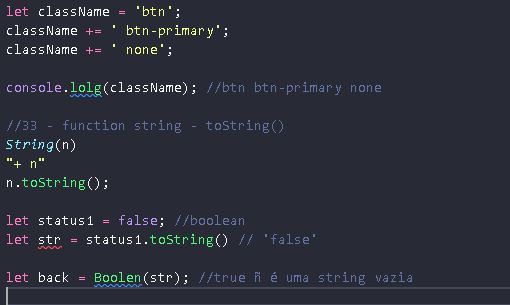 let className = 'btn';
className += ' btn-primary';
className += ' none';
console.lolg(className); //btn btn-primary none
//33 - function string - toString()
String(n)
"+ n"
n.toString();
let status1 = false; //boolean
let str = status1.toString() // 'false'
let back = Boolen(str); //true ñ é uma string vazia